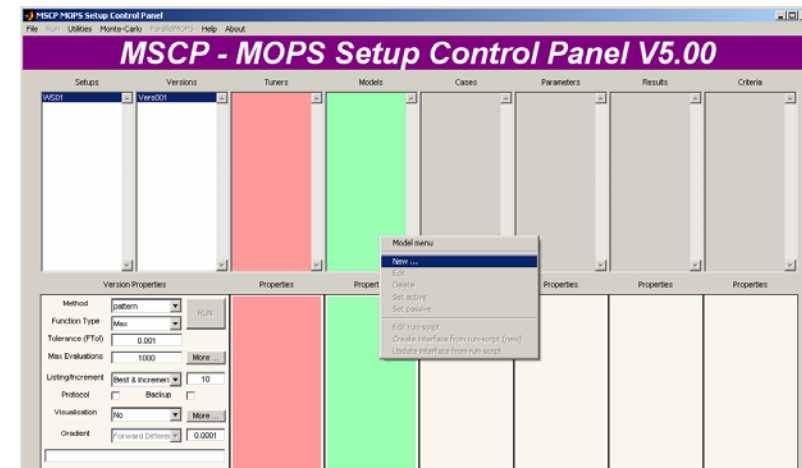 MSCP MOPS Setup Control Panel
File Run Utilities Monte-Carlo ParallelMOPS Help About
MSCP - MOPS Setup Control Panel V5.00
Setups Versions Tuners Models Cases Parameters Results Criteria
WS01 Vers001
Model menu
New ...
Edit
Delete
Set active
Set passive
Edit run-script
Create interface from run-script (new)
Update interface from run-script
Version Properties Properties Propert Properties Properties Properties
Method pattern RUN
Function Type Max
Tolerance (FTol) 0.001
Max Evaluations 1000 More ...
Listing/Increment Best & Incremen 10
Protocol Backup
Visualisation No More ...
Gradient Forward Differen 0.0001